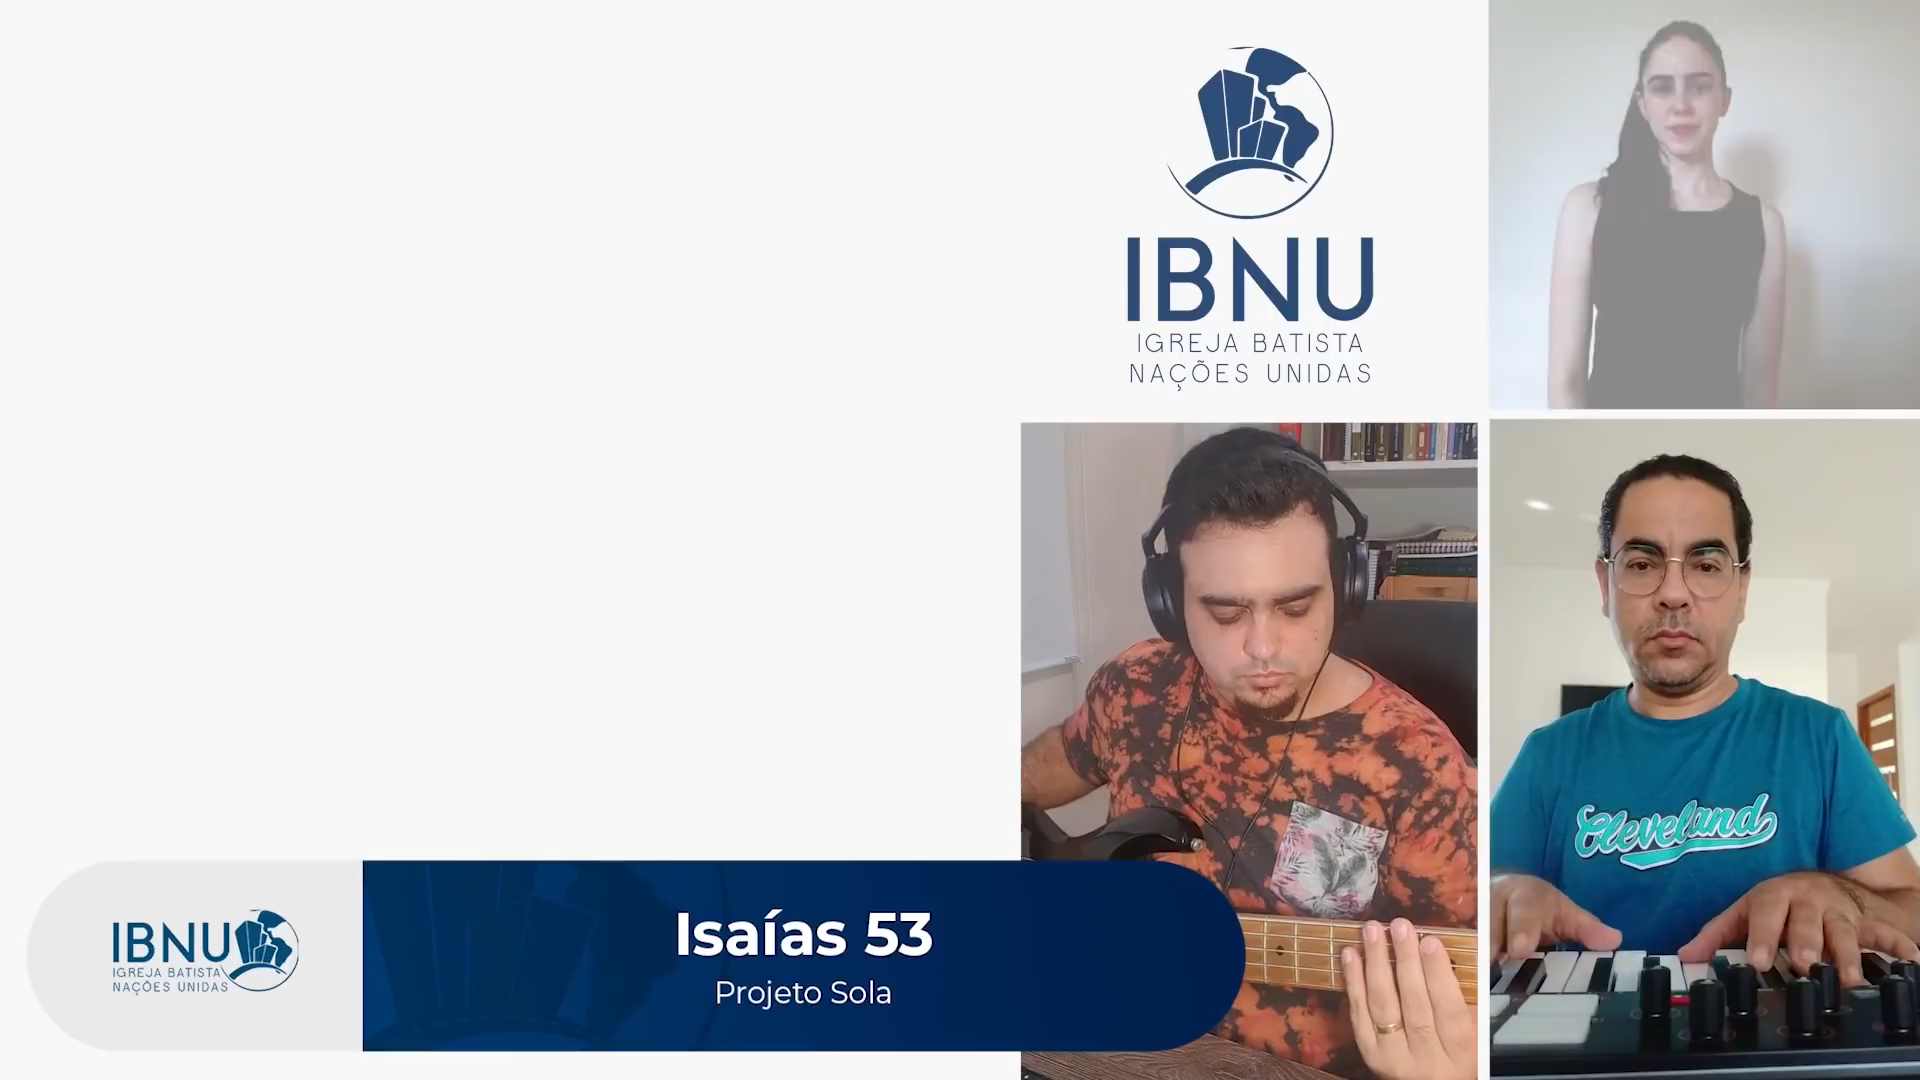 IBNU
IGREJA BATISTA
NAÇÕES UNIDAS
Cleveland
IBNU
IGREJA BATISTA
NAÇÕES UNIDAS
Isaías 53
Projeto Sola